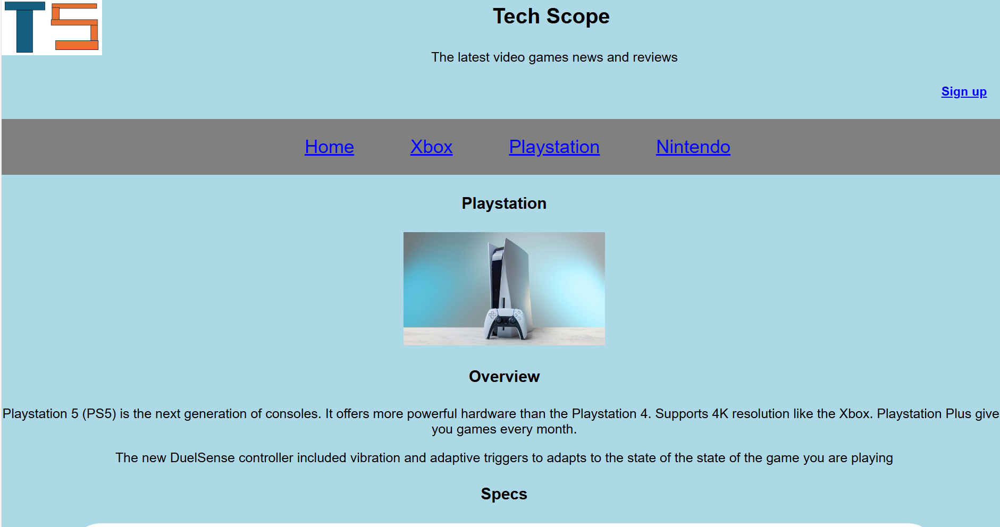 TS
Tech Scope
The latest video games news and reviews
Sign up
Home Xbox Playstation Nintendo
Playstation
Overview
Playstation 5 (PS5) is the next generation of consoles. It offers more powerful hardware than the Playstation 4. Supports 4K resolution like the Xbox. Playstation Plus give
you games every month.
The new DuelSense controller included vibration and adaptive triggers to adapts to the state of the state of the game you are playing
Specs